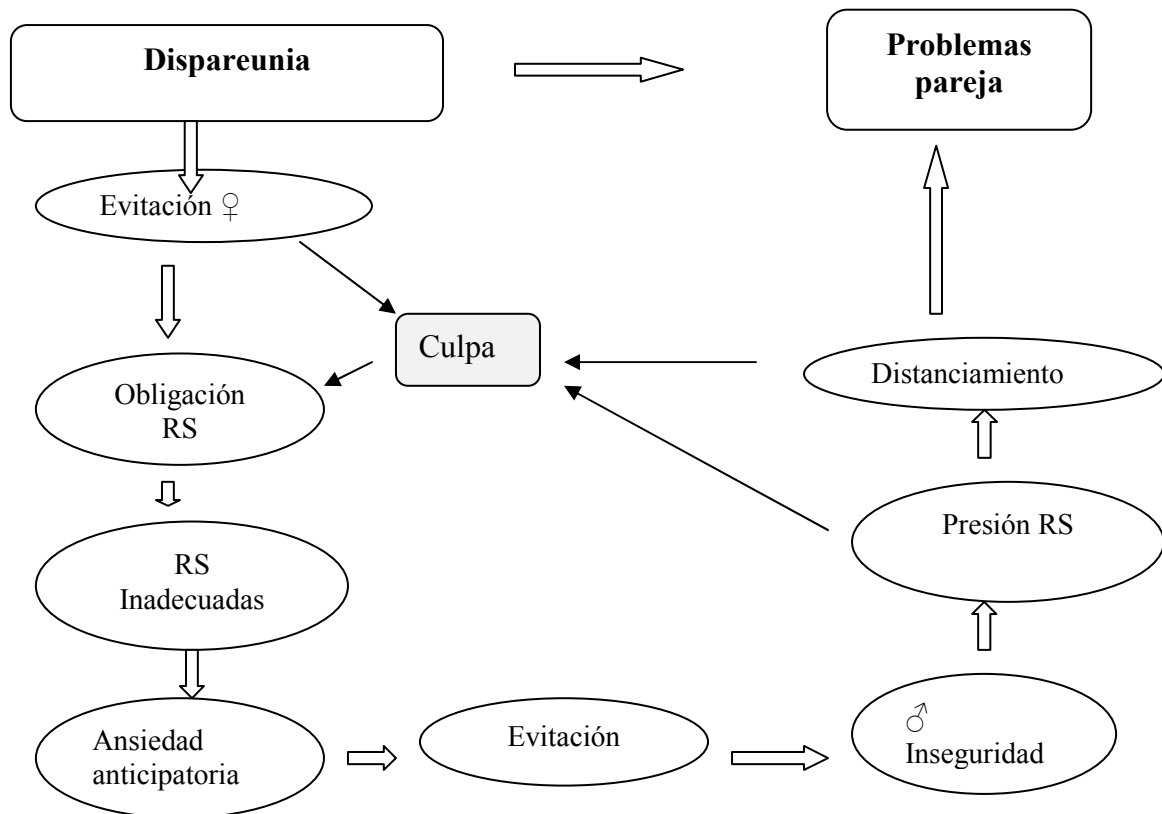 Dispareunia
Problemas
pareja
Evitación ♀
Culpa
Distanciamiento
Obligación
RS
Presión RS
RS
Inadecuadas
Ansiedad
anticipatoria
Evitación
♂
Inseguridad